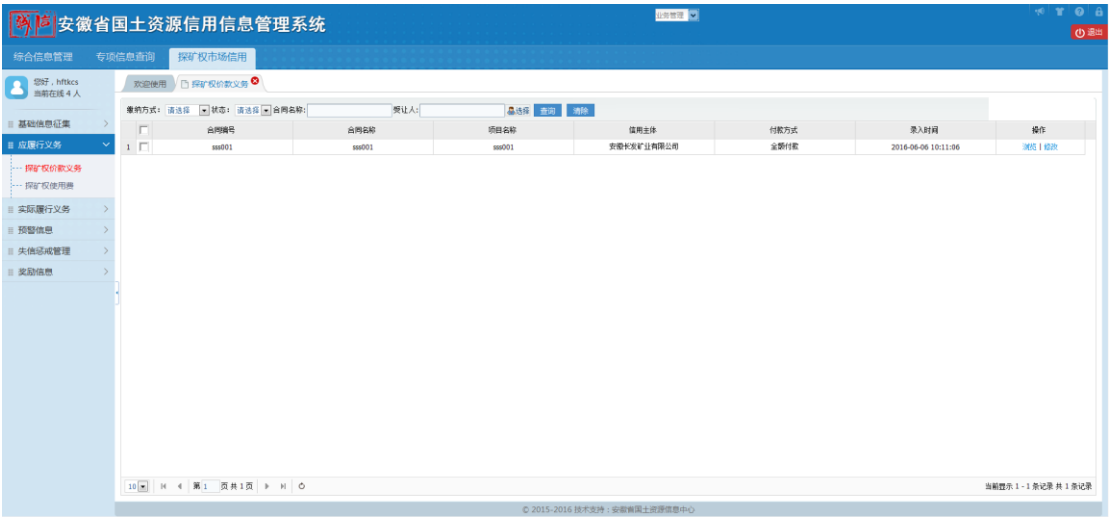 诚信 安徽省国土资源信用信息管理系统 业务管理 退出
综合信息管理 专项信息查询 探矿权市场信用
您好，hftkcs
当前在线 4 人
欢迎使用 探矿权价款义务
缴纳方式： 请选择 状态： 请选择 合同名称： 受让人： 选择 查询 清除
基础信息征集
应履行义务
探矿权价款义务
探矿权使用费
实际履行义务
预警信息
失信惩戒管理
奖励信息
合同编号 合同名称 项目名称 信用主体 付款方式 录入时间 操作
1 sss001 sss001 sss001 安徽长发矿业有限公司 全额付款 2016-06-06 10:11:06 浏览 | 修改
10 第 1 页 共 1 页 当前显示 1 - 1 条记录 共 1 条记录
© 2015-2016 技术支持：安徽省国土资源信息中心